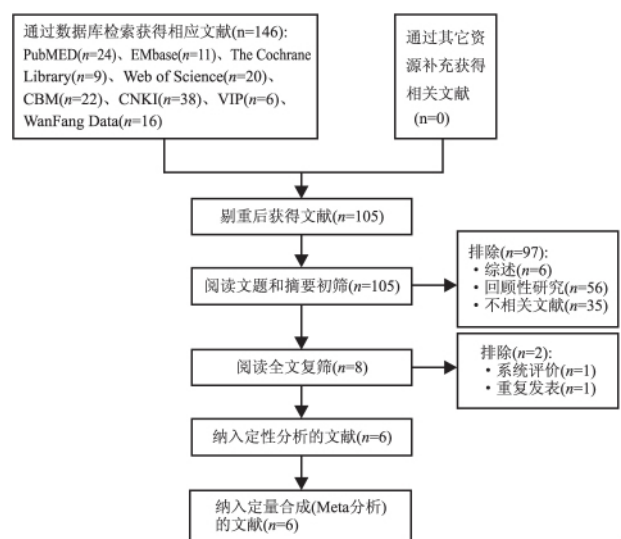 通过数据库检索获得相应文献(n=146):
PubMED(n=24)、EMbase(n=11)、The Cochrane
Library(n=9)、Web of Science(n=20)、
CBM(n=22)、CNKI(n=38)、VIP(n=6)、
WanFang Data(n=16)
通过其它资
源补充获得
相关文献
(n=0)
剔重后获得文献(n=105)
阅读文题和摘要初筛(n=105)
排除(n=97):
・综述(n=6)
・回顾性研究(n=56)
・不相关文献(n=35)
阅读全文复筛(n=8)
排除(n=2):
・系统评价(n=1)
・重复发表(n=1)
纳入定性分析的文献(n=6)
纳入定量合成(Meta分析)
的文献(n=6)